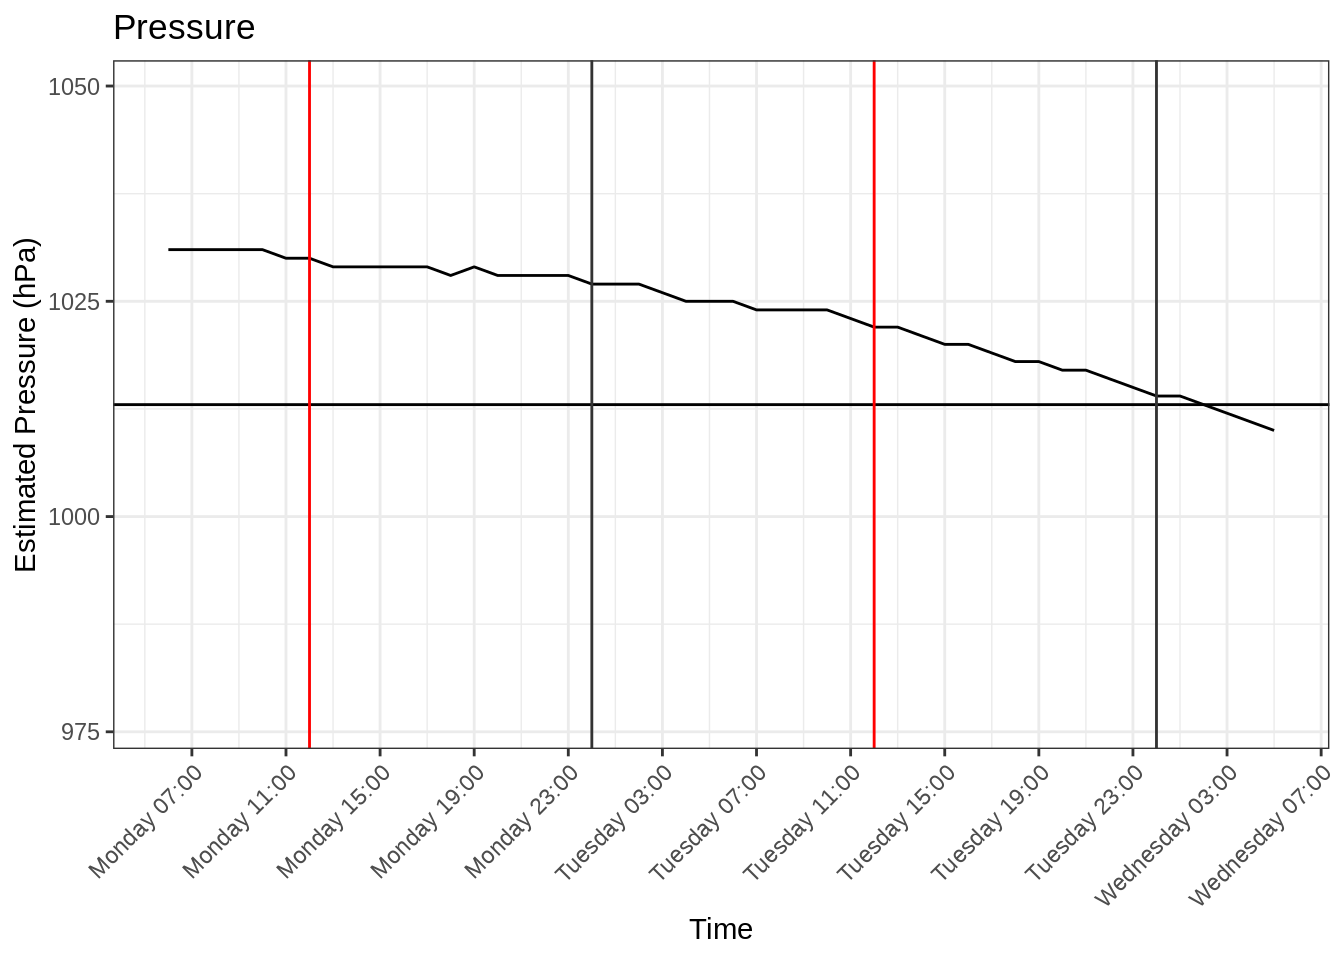 Pressure
Estimated Pressure (hPa)
1050
1025
1000
975
Monday 07:00
Monday 11:00
Monday 15:00
Monday 19:00
Monday 23:00
Tuesday 03:00
Tuesday 07:00
Tuesday 11:00
Tuesday 15:00
Tuesday 19:00
Tuesday 23:00
Wednesday 03:00
Wednesday 07:00
Time